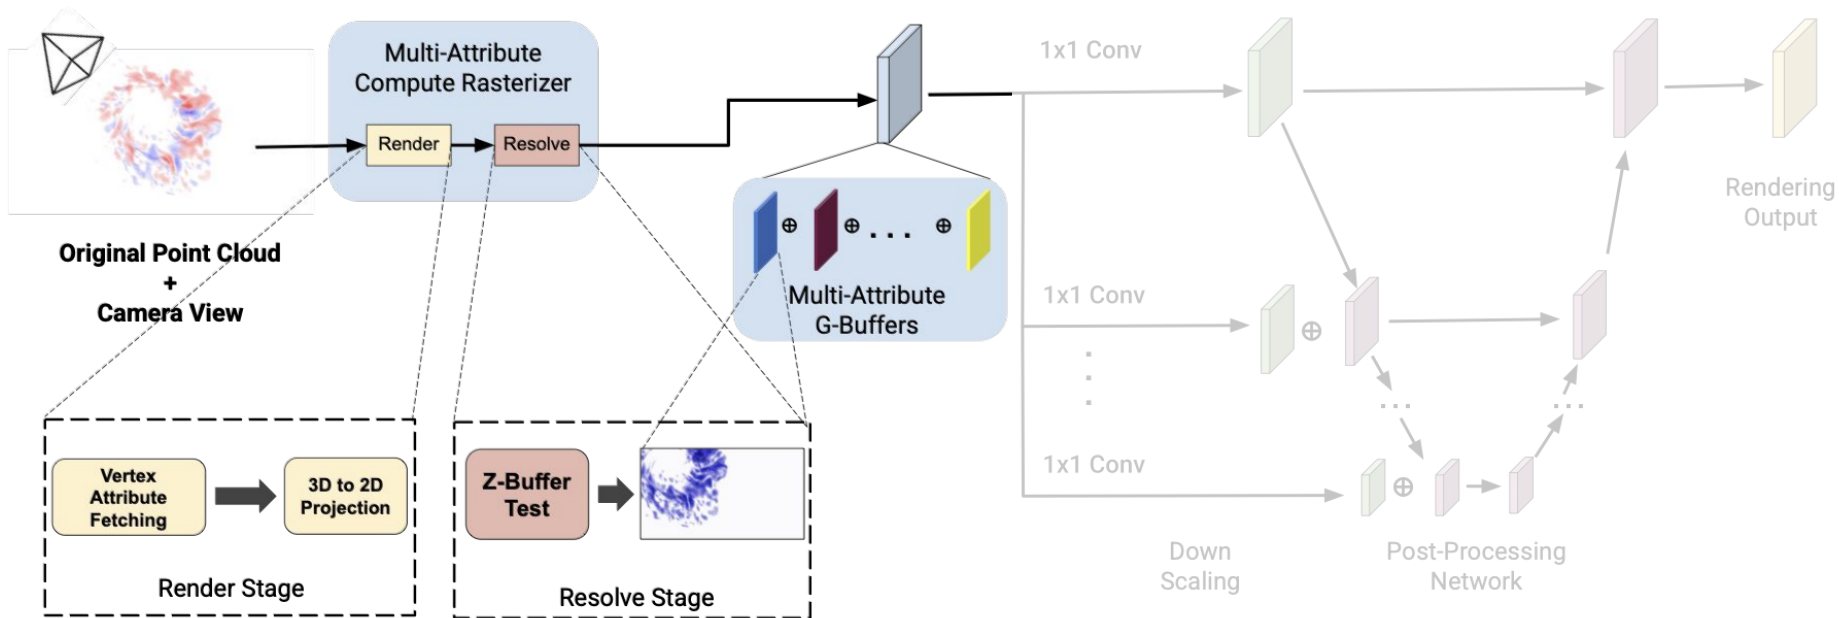 Multi-Attribute
Compute Rasterizer
Render
Resolve
Original Point Cloud
+
Camera View
Multi-Attribute
G-Buffers
1x1 Conv
1x1 Conv
1x1 Conv
Rendering
Output
Vertex
Attribute
Fetching
3D to 2D
Projection
Render Stage
Z-Buffer
Test
Resolve Stage
Down
Scaling
Post-Processing
Network